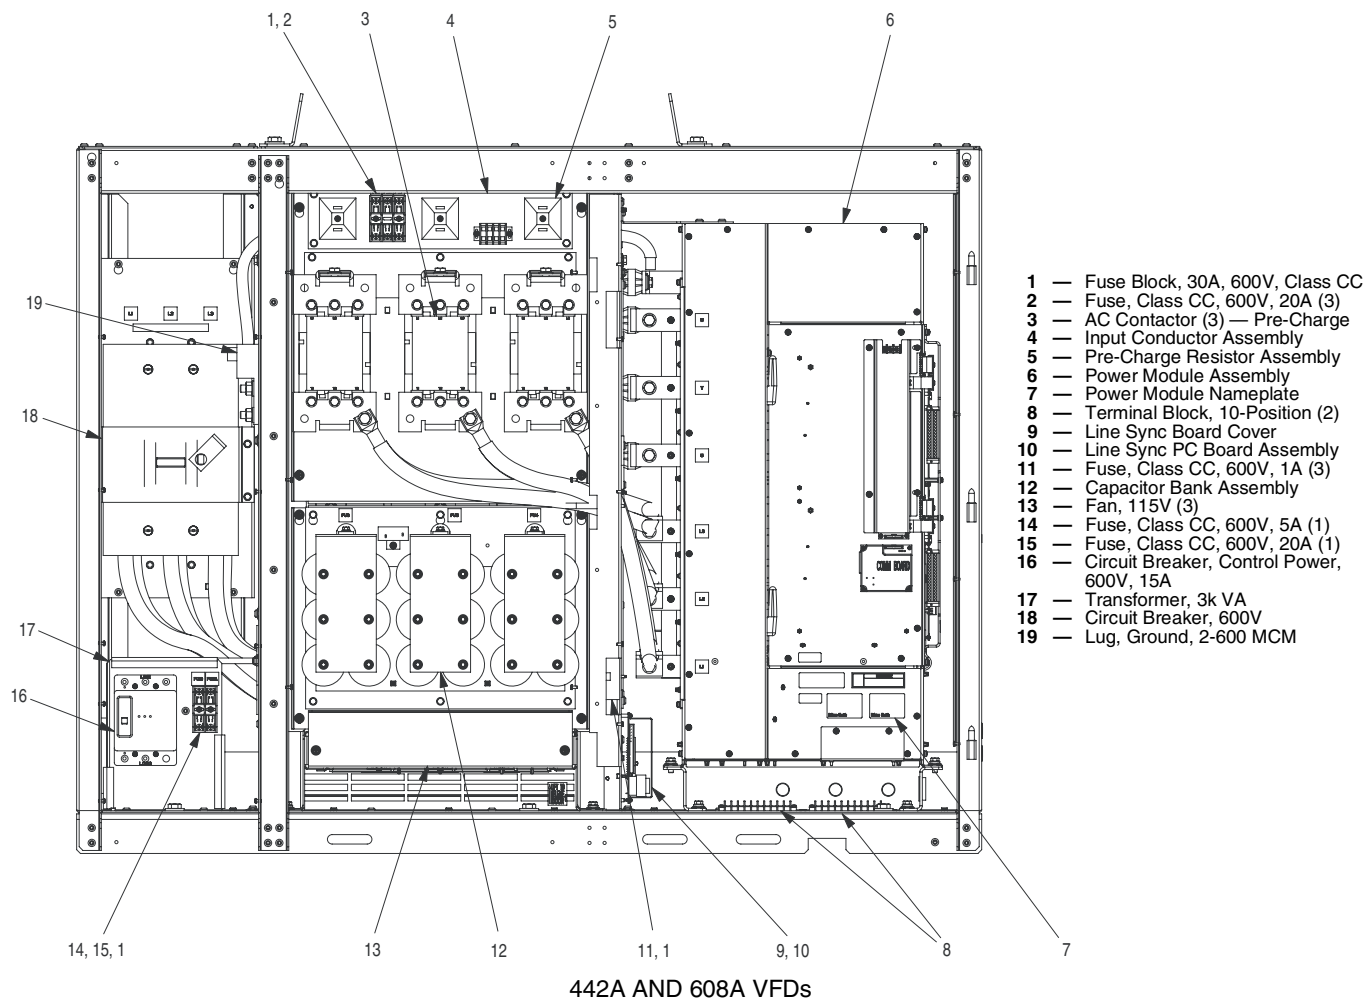 1, 2
3
4
5
6
19
18
17
16
14, 15, 1
13
12
11, 1
9, 10
8
7
L1
L2
L3
COMM BOARD
1 — Fuse Block, 30A, 600V, Class CC
2 — Fuse, Class CC, 600V, 20A (3)
3 — AC Contactor (3) — Pre-Charge
4 — Input Conductor Assembly
5 — Pre-Charge Resistor Assembly
6 — Power Module Assembly
7 — Power Module Nameplate
8 — Terminal Block, 10-Position (2)
9 — Line Sync Board Cover
10 — Line Sync PC Board Assembly
11 — Fuse, Class CC, 600V, 1A (3)
12 — Capacitor Bank Assembly
13 — Fan, 115V (3)
14 — Fuse, Class CC, 600V, 5A (1)
15 — Fuse, Class CC, 600V, 20A (1)
16 — Circuit Breaker, Control Power,
600V, 15A
17 — Transformer, 3k VA
18 — Circuit Breaker, 600V
19 — Lug, Ground, 2-600 MCM
442A AND 608A VFDs